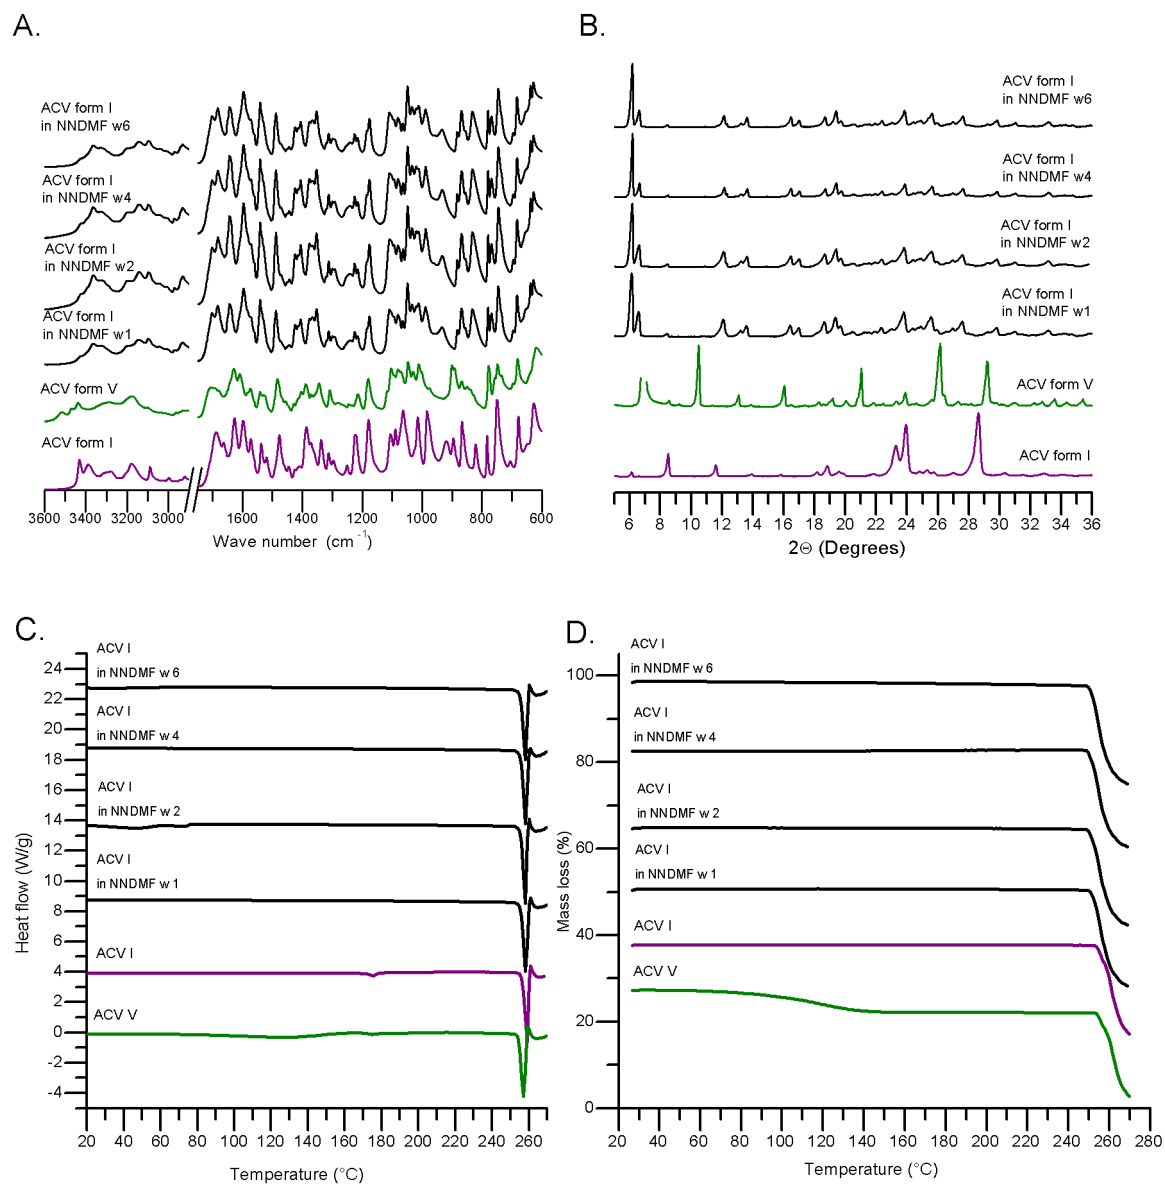 A.
ACV form I
in NNDMF w6
ACV form I
in NNDMF w4
ACV form I
in NNDMF w2
ACV form I
in NNDMF w1
ACV form V
ACV form I
3600 3400 3200 3000 1600 1400 1200 1000 800 600
Wave number (cm-1)
B.
ACV form I
in NNDMF w6
ACV form I
in NNDMF w4
ACV form I
in NNDMF w2
ACV form I
in NNDMF w1
ACV form V
ACV form I
6 8 10 12 14 16 18 20 22 24 26 28 30 32 34 36
2Θ (Degrees)
C.
ACV I
in NNDMF w 6
ACV I
in NNDMF w 4
ACV I
in NNDMF w 2
ACV I
in NNDMF w 1
ACV I
ACV V
24
22
20
18
16
14
12
10
8
6
4
2
0
-2
-4
Heat flow (W/g)
20 40 60 80 100 120 140 160 180 200 220 240 260
Temperature (°C)
D.
ACV I
in NNDMF w 6
ACV I
in NNDMF w 4
ACV I
in NNDMF w 2
ACV I
in NNDMF w 1
ACV I
ACV V
100
80
60
40
20
0
Mass loss (%)
20 40 60 80 100 120 140 160 180 200 220 240 260 280
Temperature (°C)